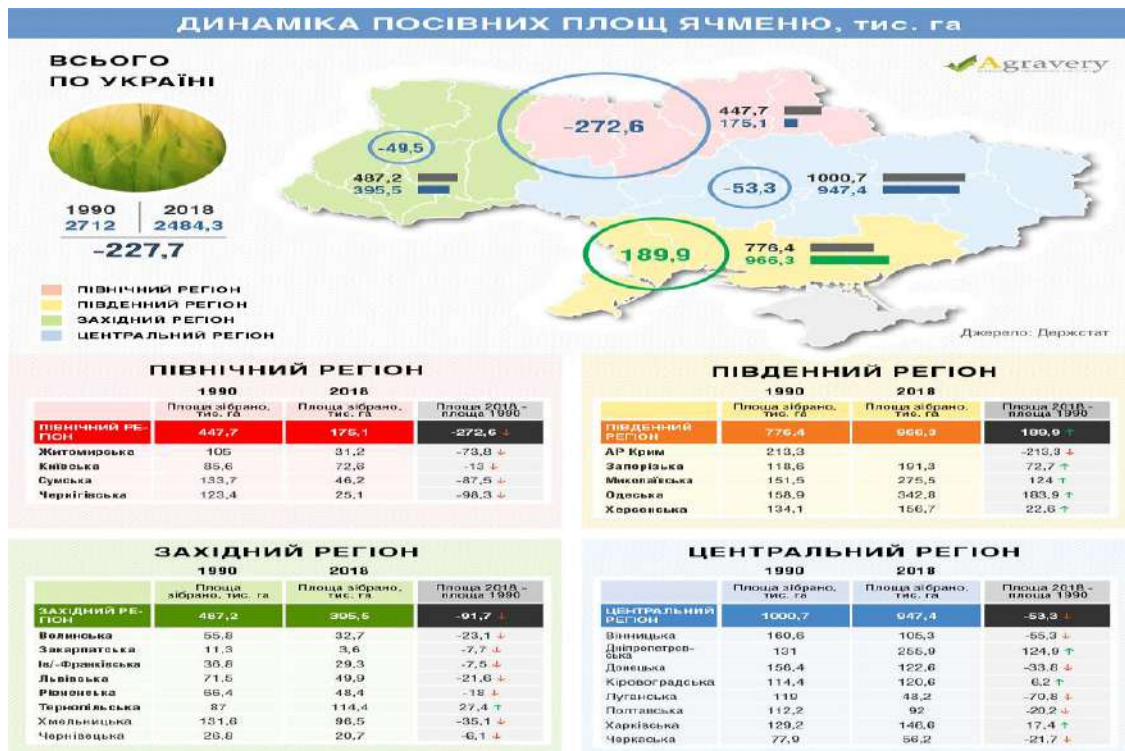 ДИНАМІКА ПОСІВНИХ ПЛОЩ ЯЧМЕНЮ, тис. га
ВСЬОГО
ПО УКРАЇНІ
Agravery
1990 2018
2712 2484,3
-227,7
-272,6
447,7
175,1
-49,5
487,2
395,5
-53,3
1000,7
947,4
189,9
776,4
966,3
ПІВНІЧНИЙ РЕГІОН
ПІВДЕННИЙ РЕГІОН
ЗАХІДНИЙ РЕГІОН
ЦЕНТРАЛЬНИЙ РЕГІОН
Джерело: Держстат
ПІВНІЧНИЙ РЕГІОН
1990 2018
Площа зібрано, тис. га Площа зібрано, тис. га Площа 2018 - площа 1990
ПІВНІЧНИЙ РЕ-
ГІОН 447,7 175,1 -272,6 ↓
Житомирська 105 31,2 -73,8 ↓
Київська 85,6 72,6 -13 ↓
Сумська 133,7 46,2 -87,5 ↓
Чернігівська 123,4 25,1 -98,3 ↓
ПІВДЕННИЙ РЕГІОН
1990 2018
Площа зібрано, тис. га Площа зібрано, тис. га Площа 2018 - площа 1990
ПІВДЕННИЙ
РЕГІОН 776,4 966,3 189,9 ↑
АР Крим 213,3 -213,3 ↓
Запорізька 118,6 191,3 72,7 ↑
Миколаївська 151,5 275,5 124 ↑
Одеська 158,9 342,8 183,9 ↑
Херсонська 134,1 156,7 22,6 ↑
ЗАХІДНИЙ РЕГІОН
1990 2018
Площа зібрано, тис. га Площа зібрано, тис. га Площа 2018 - площа 1990
ЗАХІДНИЙ РЕ-
ГІОН 487,2 395,5 -91,7 ↓
Волинська 55,8 32,7 -23,1 ↓
Закарпатська 11,3 3,6 -7,7 ↓
Ів/-Франківська 36,8 29,3 -7,5 ↓
Львівська 71,5 49,9 -21,6 ↓
Рівненська 66,4 48,4 -18 ↓
Тернопільська 87 114,4 27,4 ↑
Хмельницька 131,6 96,5 -35,1 ↓
Чернівецька 26,8 20,7 -6,1 ↓
ЦЕНТРАЛЬНИЙ РЕГІОН
1990 2018
Площа зібрано, тис. га Площа зібрано, тис. га Площа 2018 - площа 1990
ЦЕНТРАЛЬНИЙ
РЕГІОН 1000,7 947,4 -53,3 ↓
Вінницька 160,6 105,3 -55,3 ↓
Дніпропетров-
ська 131 255,9 124,9 ↑
Донецька 156,4 122,6 -33,8 ↓
Кіровоградська 114,4 120,6 6,2 ↑
Луганська 119 48,2 -70,8 ↓
Полтавська 112,2 92 -20,2 ↓
Харківська 129,2 146,6 17,4 ↑
Черкаська 77,9 56,2 -21,7 ↓